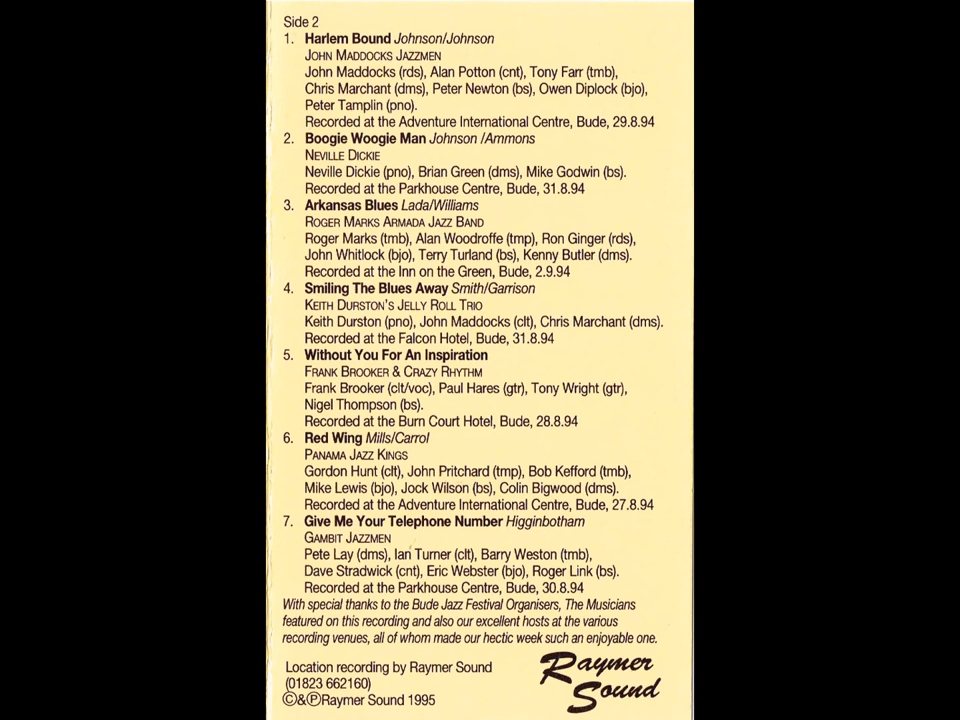 Side 2
1. Harlem Bound Johnson/Johnson
JOHN MADDOCKS JAZZMEN
John Maddocks (rds), Alan Potton (cnt), Tony Farr (tmb),
Chris Marchant (dms), Peter Newton (bs), Owen Diplock (bjo),
Peter Tamplin (pno).
Recorded at the Adventure International Centre, Bude, 29.8.94
2. Boogie Woogie Man Johnson /Ammons
NEVILLE DICKIE
Neville Dickie (pno), Brian Green (dms), Mike Godwin (bs).
Recorded at the Parkhouse Centre, Bude, 31.8.94
3. Arkansas Blues Lada/Williams
ROGER MARKS ARMADA JAZZ BAND
Roger Marks (tmb), Alan Woodroffe (tmp), Ron Ginger (rds),
John Whitlock (bjo), Terry Turland (bs), Kenny Butler (dms).
Recorded at the Inn on the Green, Bude, 2.9.94
4. Smiling The Blues Away Smith/Garrison
KEITH DURSTON'S JELLY ROLL TRIO
Keith Durston (pno), John Maddocks (clt), Chris Marchant (dms).
Recorded at the Falcon Hotel, Bude, 31.8.94
5. Without You For An Inspiration
FRANK BROOKER & CRAZY RHYTHM
Frank Brooker (clt/voc), Paul Hares (gtr), Tony Wright (gtr),
Nigel Thompson (bs).
Recorded at the Burn Court Hotel, Bude, 28.8.94
6. Red Wing Mills/Carrol
PANAMA JAZZ KINGS
Gordon Hunt (clt), John Pritchard (tmp), Bob Kefford (tmb),
Mike Lewis (bjo), Jock Wilson (bs), Colin Bigwood (dms).
Recorded at the Adventure International Centre, Bude, 27.8.94
7. Give Me Your Telephone Number Higginbotham
GAMBIT JAZZMEN
Pete Lay (dms), Ian Turner (clt), Barry Weston (tmb),
Dave Stradwick (cnt), Eric Webster (bjo), Roger Link (bs).
Recorded at the Parkhouse Centre, Bude, 30.8.94
With special thanks to the Bude Jazz Festival Organisers, The Musicians
featured on this recording and also our excellent hosts at the various
recording venues, all of whom made our hectic week such an enjoyable one.
Location recording by Raymer Sound
(01823 662160)
©&℗Raymer Sound 1995
Raymer
Sound